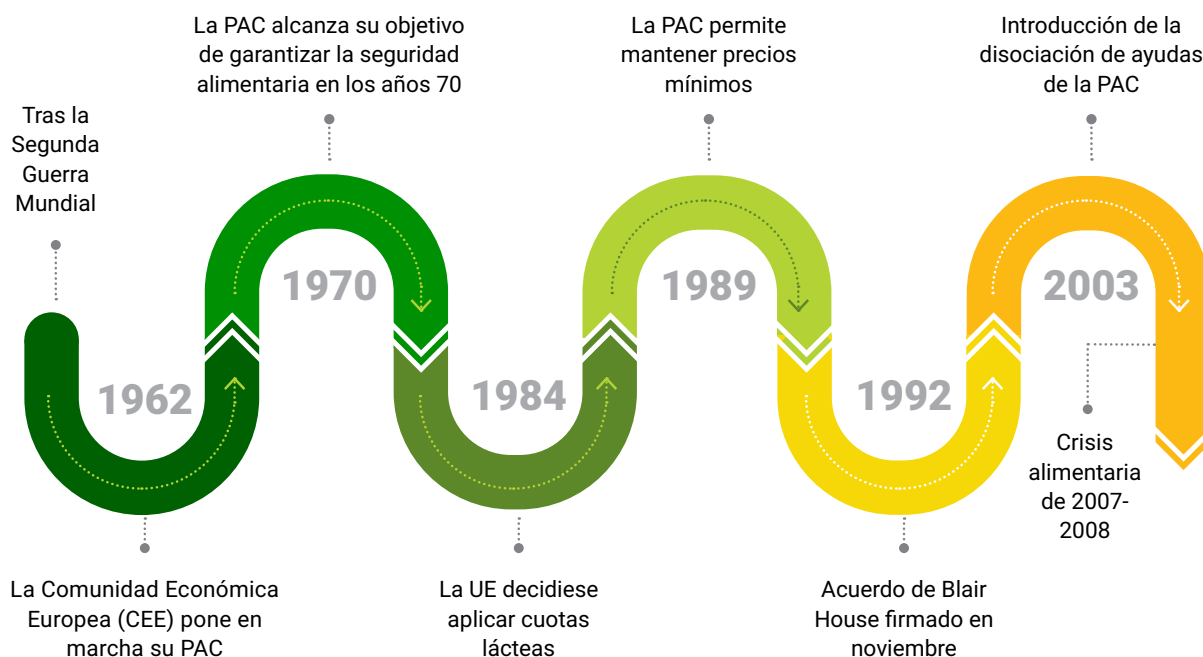 Tras la
Segunda
Guerra
Mundial
1962
La Comunidad Económica
Europea (CEE) pone en
marcha su PAC
La PAC alcanza su objetivo
de garantizar la seguridad
alimentaria en los años 70
1970
1984
La UE decidiese
aplicar cuotas
lácteas
La PAC permite
mantener precios
mínimos
1989
1992
Acuerdo de Blair
House firmado en
noviembre
Introducción de la
disociación de ayudas
de la PAC
2003
Crisis
alimentaria
de 2007-
2008